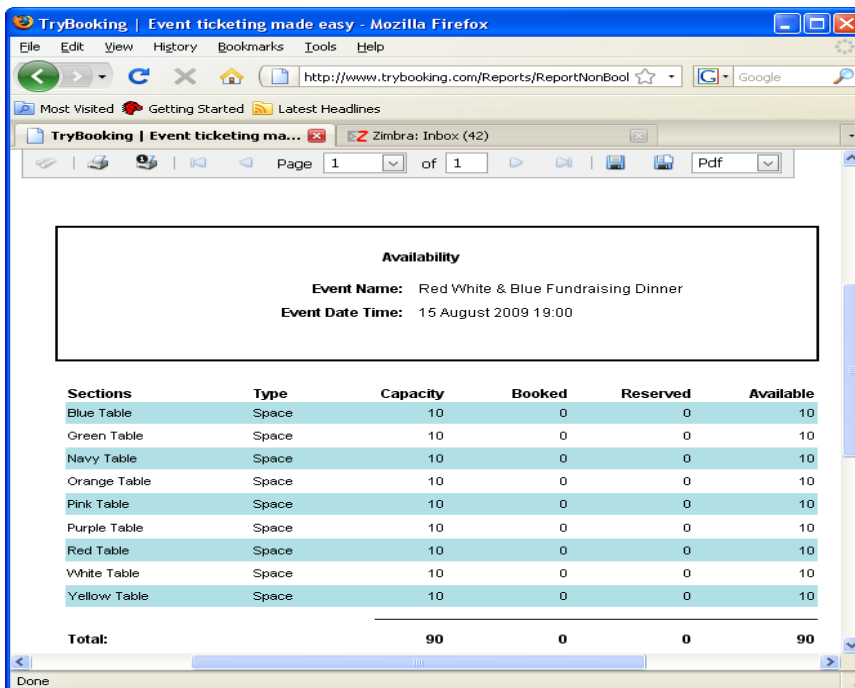 TryBooking | Event ticketing made easy - Mozilla Firefox
File Edit View History Bookmarks Tools Help
http://www.trybooking.com/Reports/ReportNonBool G Google
Most Visited Getting Started Latest Headlines
TryBooking | Event ticketing ma... Zimbra: Inbox (42)
Page 1 of 1 Pdf
Availability
Event Name: Red White & Blue Fundraising Dinner
Event Date Time: 15 August 2009 19:00
Sections Type Capacity Booked Reserved Available
Blue Table Space 10 0 0 10
Green Table Space 10 0 0 10
Navy Table Space 10 0 0 10
Orange Table Space 10 0 0 10
Pink Table Space 10 0 0 10
Purple Table Space 10 0 0 10
Red Table Space 10 0 0 10
White Table Space 10 0 0 10
Yellow Table Space 10 0 0 10
Total: 90 0 0 90
Done